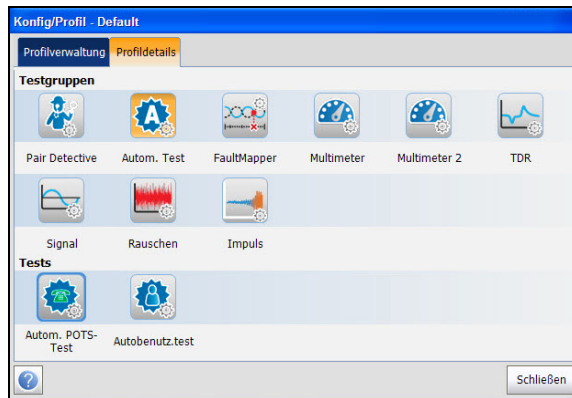 Konfig/Profil - Default
Profilverwaltung Profildetails
Testgruppen
Pair Detective Autom. Test FaultMapper Multimeter Multimeter 2 TDR
Signal Rauschen Impuls
Tests
Autom. POTS-
Test Autobenutz.test
? Schließen